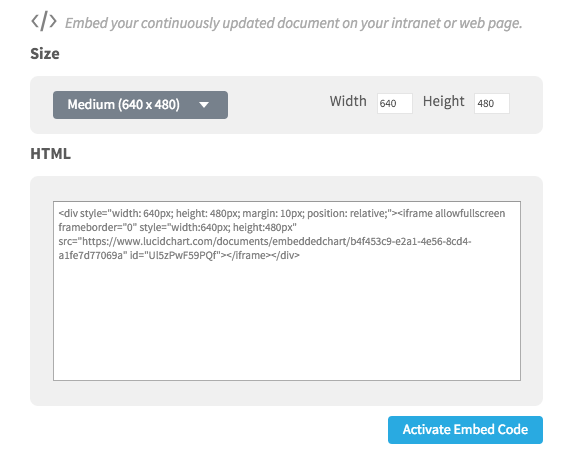 </> Embed your continuously updated document on your intranet or web page.
Size
Medium (640 x 480) Width 640 Height 480
HTML
<div style="width: 640px; height: 480px; margin: 10px; position: relative;"><iframe allowfullscreen
frameborder="0" style="width:640px; height:480px"
src="https://www.lucidchart.com/documents/embeddedchart/b4f453c9-e2a1-4e56-8cd4-
a1fe7d77069a" id="UI5zPwF59PQf"></iframe></div>
Activate Embed Code